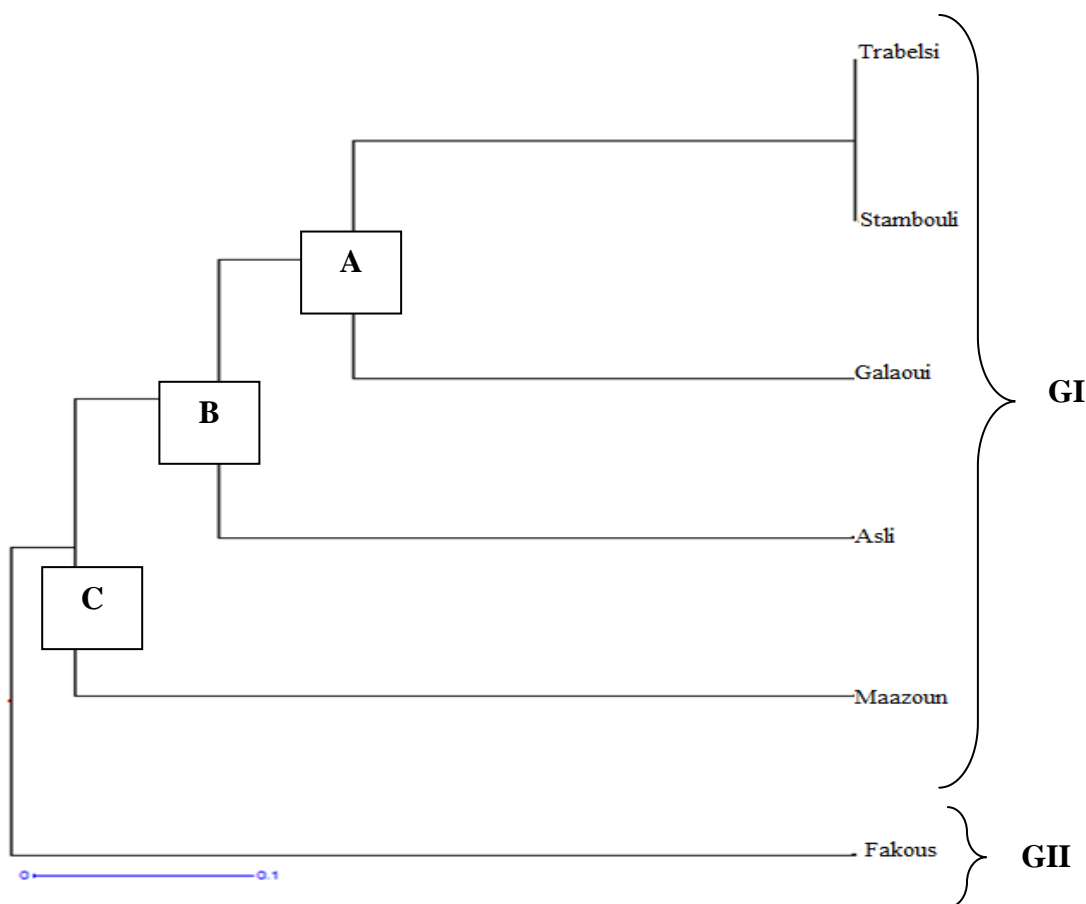 Trabelsi
Stambouli
A
Galaoui
GI
B
Asli
C
Maazoun
Fakous
GII
0 0.1